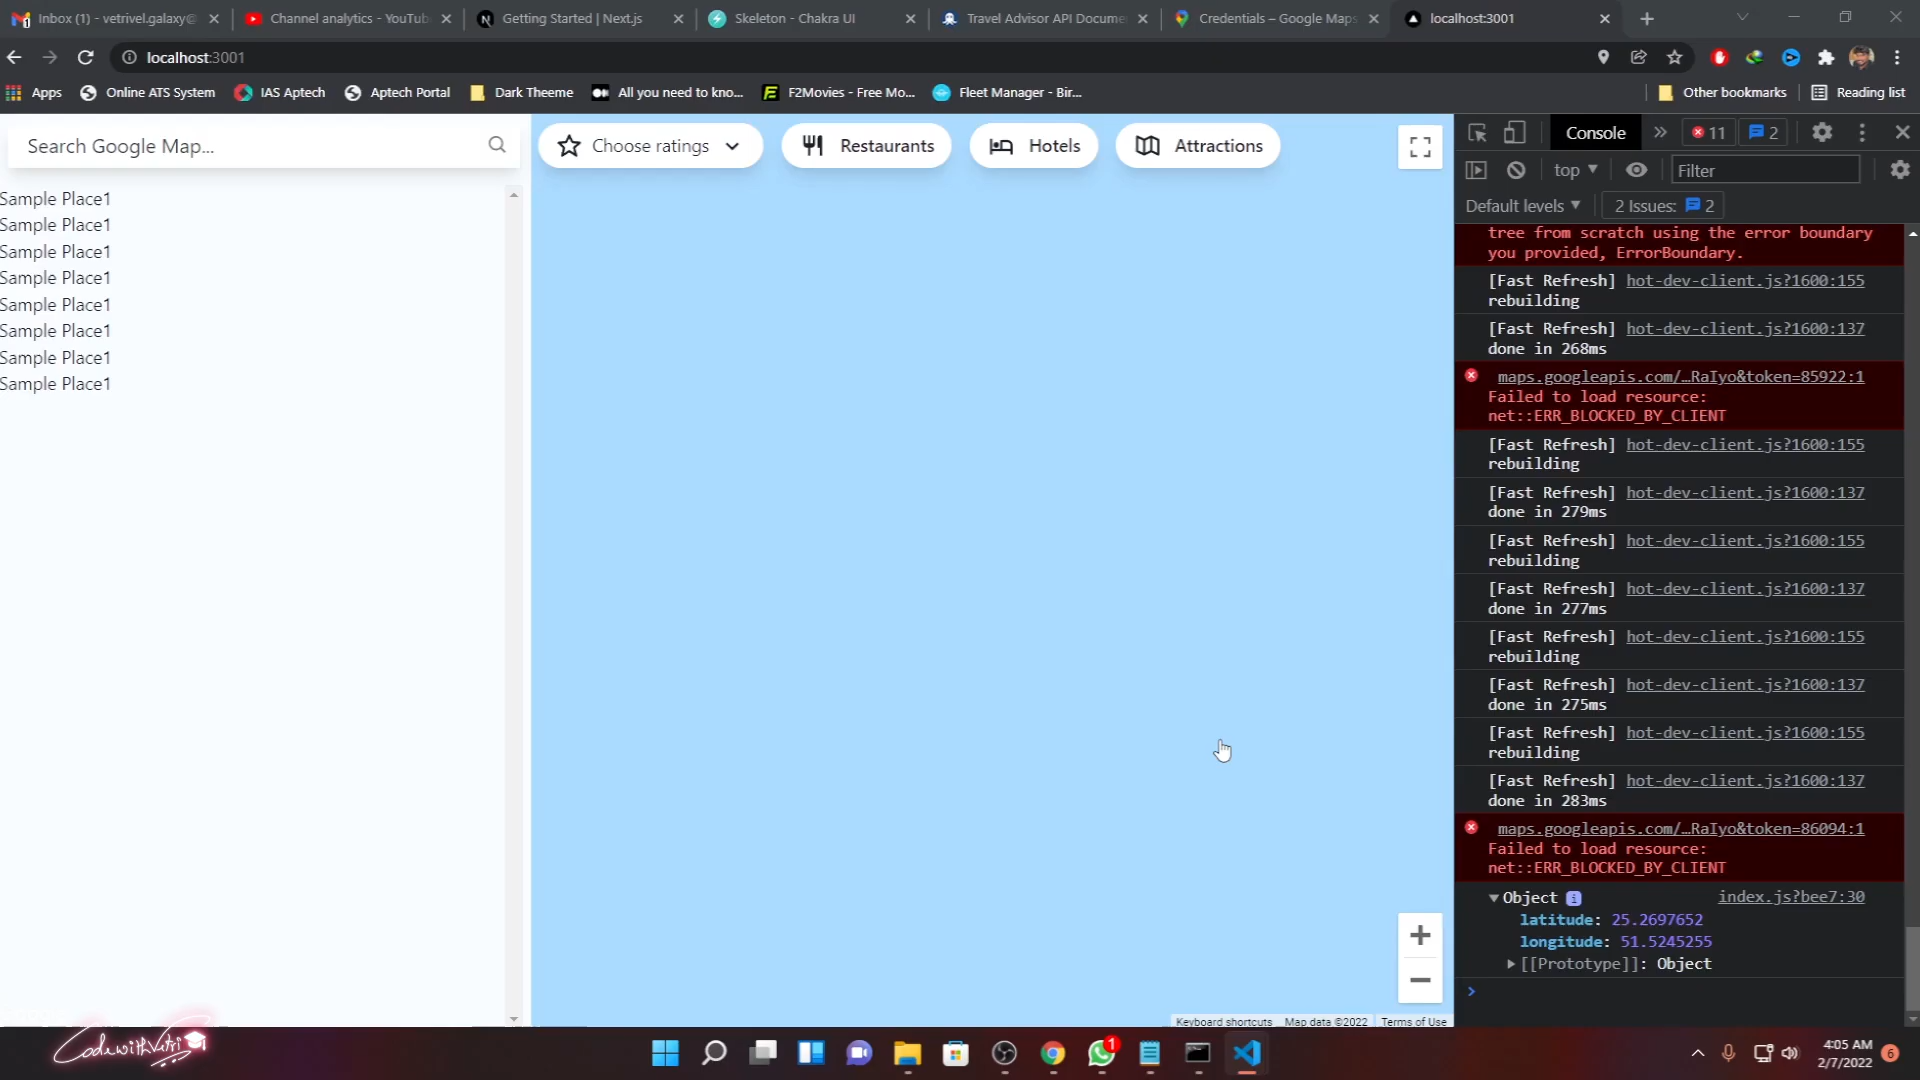 Inbox (1) - vetrivel.galaxy@
Channel analytics - YouTub
Getting Started | Next.js
Skeleton - Chakra UI
Travel Advisor API Docume
Credentials – Google Maps
localhost:3001
localhost:3001
Apps
Online ATS System
IAS Aptech
Aptech Portal
Dark Theeme
All you need to kno...
F2Movies - Free Mo...
Fleet Manager - Bir...
Other bookmarks
Reading list
Search Google Map...
Choose ratings
Restaurants
Hotels
Attractions
Sample Place1
Sample Place1
Sample Place1
Sample Place1
Sample Place1
Sample Place1
Sample Place1
Sample Place1
Keyboard shortcuts
Map data ©2022
Terms of Use
Console
11
2
top
Filter
Default levels
2 Issues: 2
tree from scratch using the error boundary
you provided, ErrorBoundary.
[Fast Refresh] hot-dev-client.js?1600:155
rebuilding
[Fast Refresh] hot-dev-client.js?1600:137
done in 268ms
maps.googleapis.com/…RaIyo&token=85922:1
Failed to load resource:
net::ERR_BLOCKED_BY_CLIENT
[Fast Refresh] hot-dev-client.js?1600:155
rebuilding
[Fast Refresh] hot-dev-client.js?1600:137
done in 279ms
[Fast Refresh] hot-dev-client.js?1600:155
rebuilding
[Fast Refresh] hot-dev-client.js?1600:137
done in 277ms
[Fast Refresh] hot-dev-client.js?1600:155
rebuilding
[Fast Refresh] hot-dev-client.js?1600:137
done in 275ms
[Fast Refresh] hot-dev-client.js?1600:155
rebuilding
[Fast Refresh] hot-dev-client.js?1600:137
done in 283ms
maps.googleapis.com/…RaIyo&token=86094:1
Failed to load resource:
net::ERR_BLOCKED_BY_CLIENT
Object index.js?bee7:30
latitude: 25.2697652
longitude: 51.5245255
[[Prototype]]: Object
CodewithVetri
1
4:05 AM
2/7/2022
6